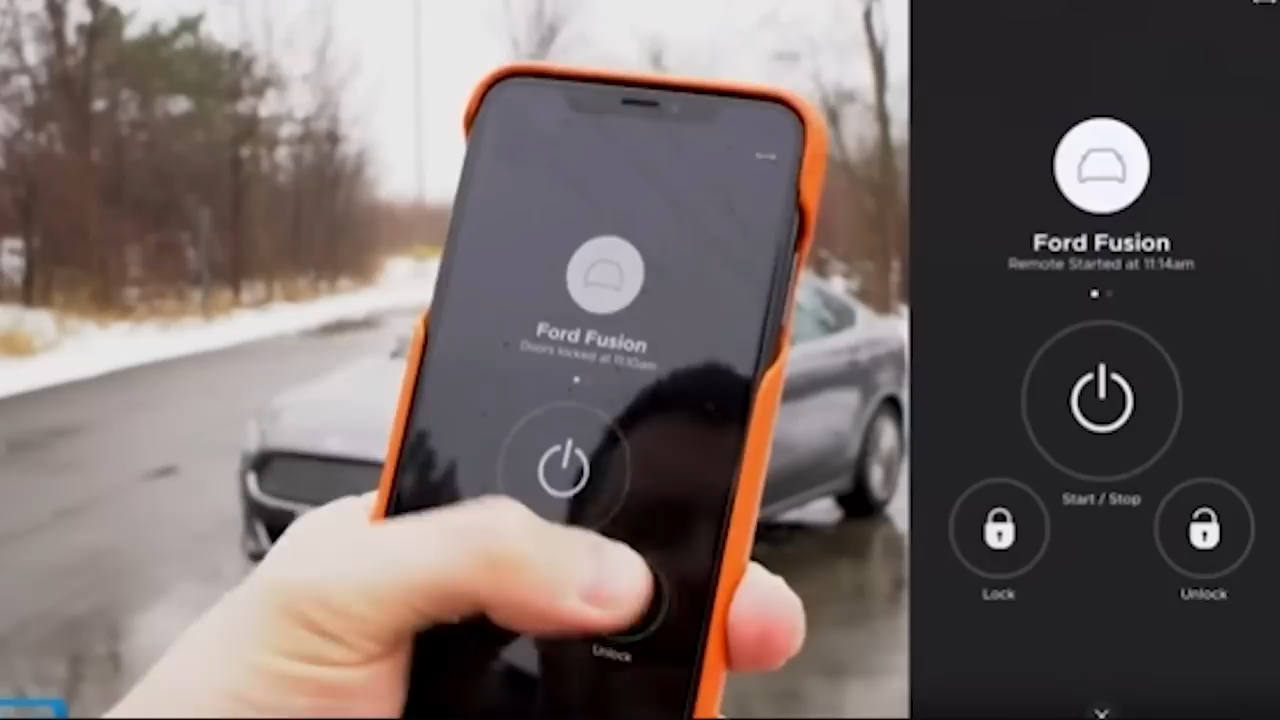 Ford Fusion
Doors locked at 11:10am
Unlock
Ford Fusion
Remote Started at 11:14am
Start / Stop
Lock
Unlock